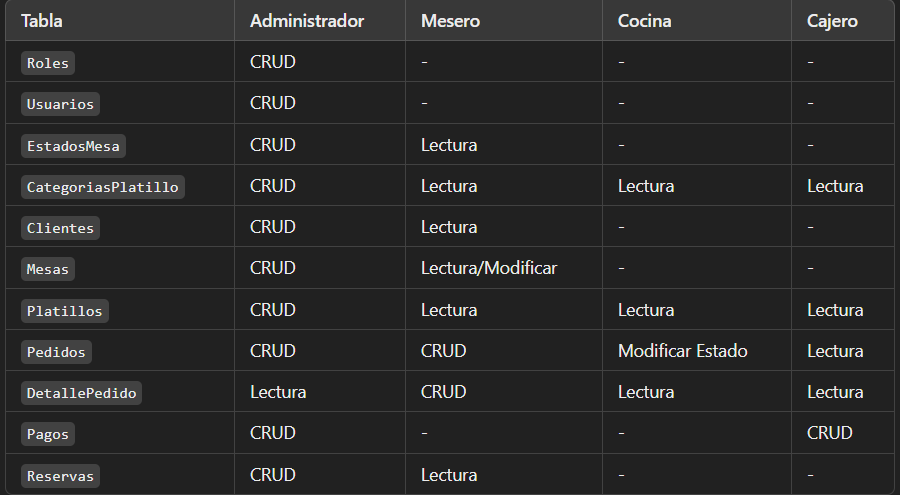 Tabla Administrador Mesero Cocina Cajero
Roles CRUD - - -
Usuarios CRUD - - -
EstadosMesa CRUD Lectura - -
CategoriasPlatillo CRUD Lectura Lectura Lectura
Clientes CRUD Lectura - -
Mesas CRUD Lectura/Modificar - -
Platillos CRUD Lectura Lectura Lectura
Pedidos CRUD CRUD Modificar Estado Lectura
DetallePedido Lectura CRUD Lectura Lectura
Pagos CRUD - - CRUD
Reservas CRUD Lectura - -